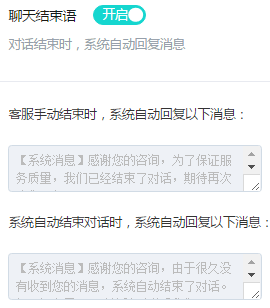 聊天结束语 开启
对话结束时，系统自动回复消息
客服手动结束时，系统自动回复以下消息：
【系统消息】感谢您的咨询，为了保证服
务质量，我们已经结束了对话，期待再次
系统自动结束对话时，系统自动回复以下消息：
【系统消息】感谢您的咨询，由于很久没
有收到您的消息，系统自动结束了对话。